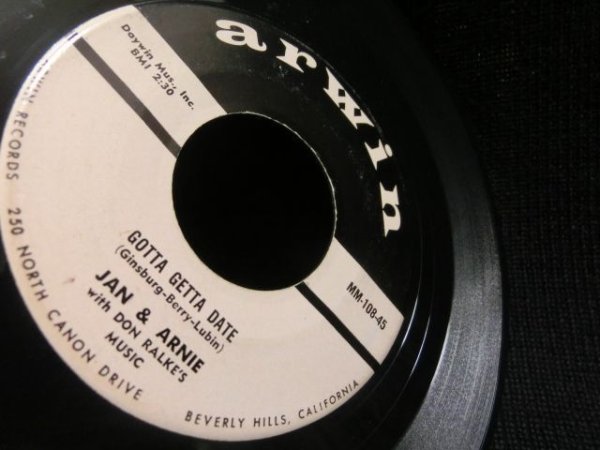 arwin
Daywin Mus., Inc.
BMI 2:30
MM-108-45
GOTTA GETTA DATE
(Ginsburg-Berry-Lubin)
JAN & ARNIE
with DON RALKE'S
MUSIC
RECORDS 250 NORTH CANON DRIVE
BEVERLY HILLS, CALIFORNIA